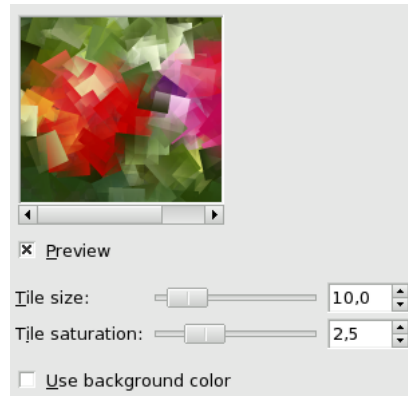 Preview
Tile size: 10,0
Tile saturation: 2,5
Use background color